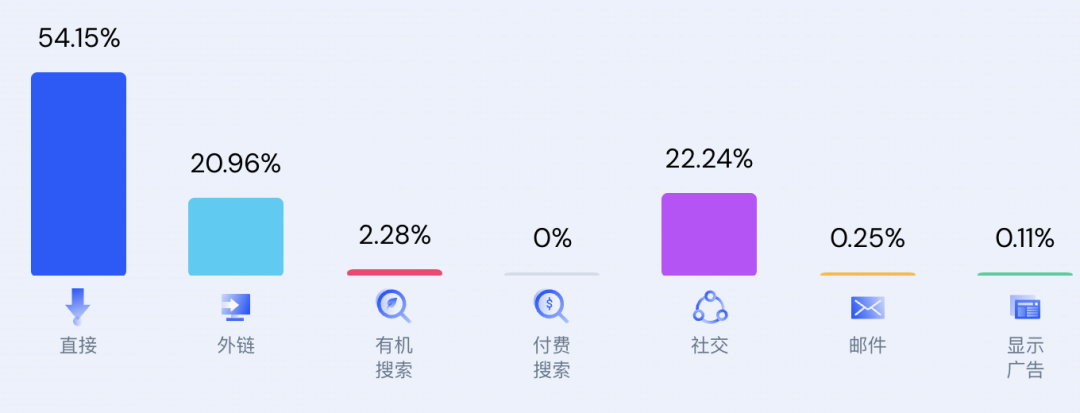 54.15%
20.96%
2.28%
0%
22.24%
0.25%
0.11%
直接
外链
有机
搜索
$
付费
搜索
社交
邮件
显示
广告